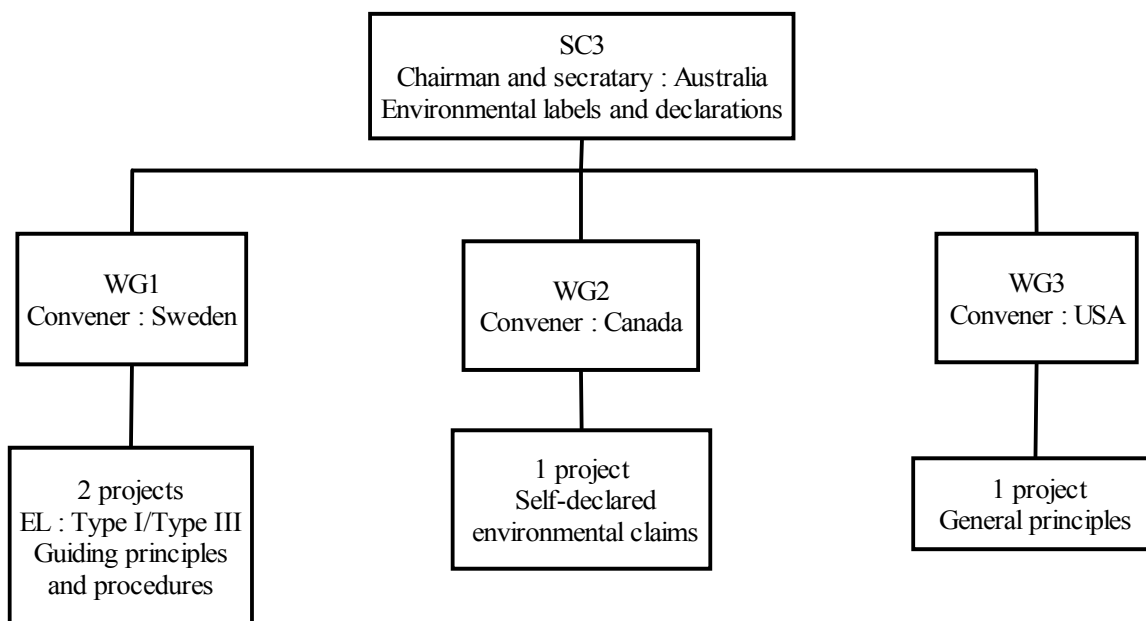 SC3
Chairman and secratary : Australia
Environmental labels and declarations
WG1
Convener : Sweden
WG2
Convener : Canada
WG3
Convener : USA
2 projects
EL : Type I/Type III
Guiding principles
and procedures
1 project
Self-declared
environmental claims
1 project
General principles